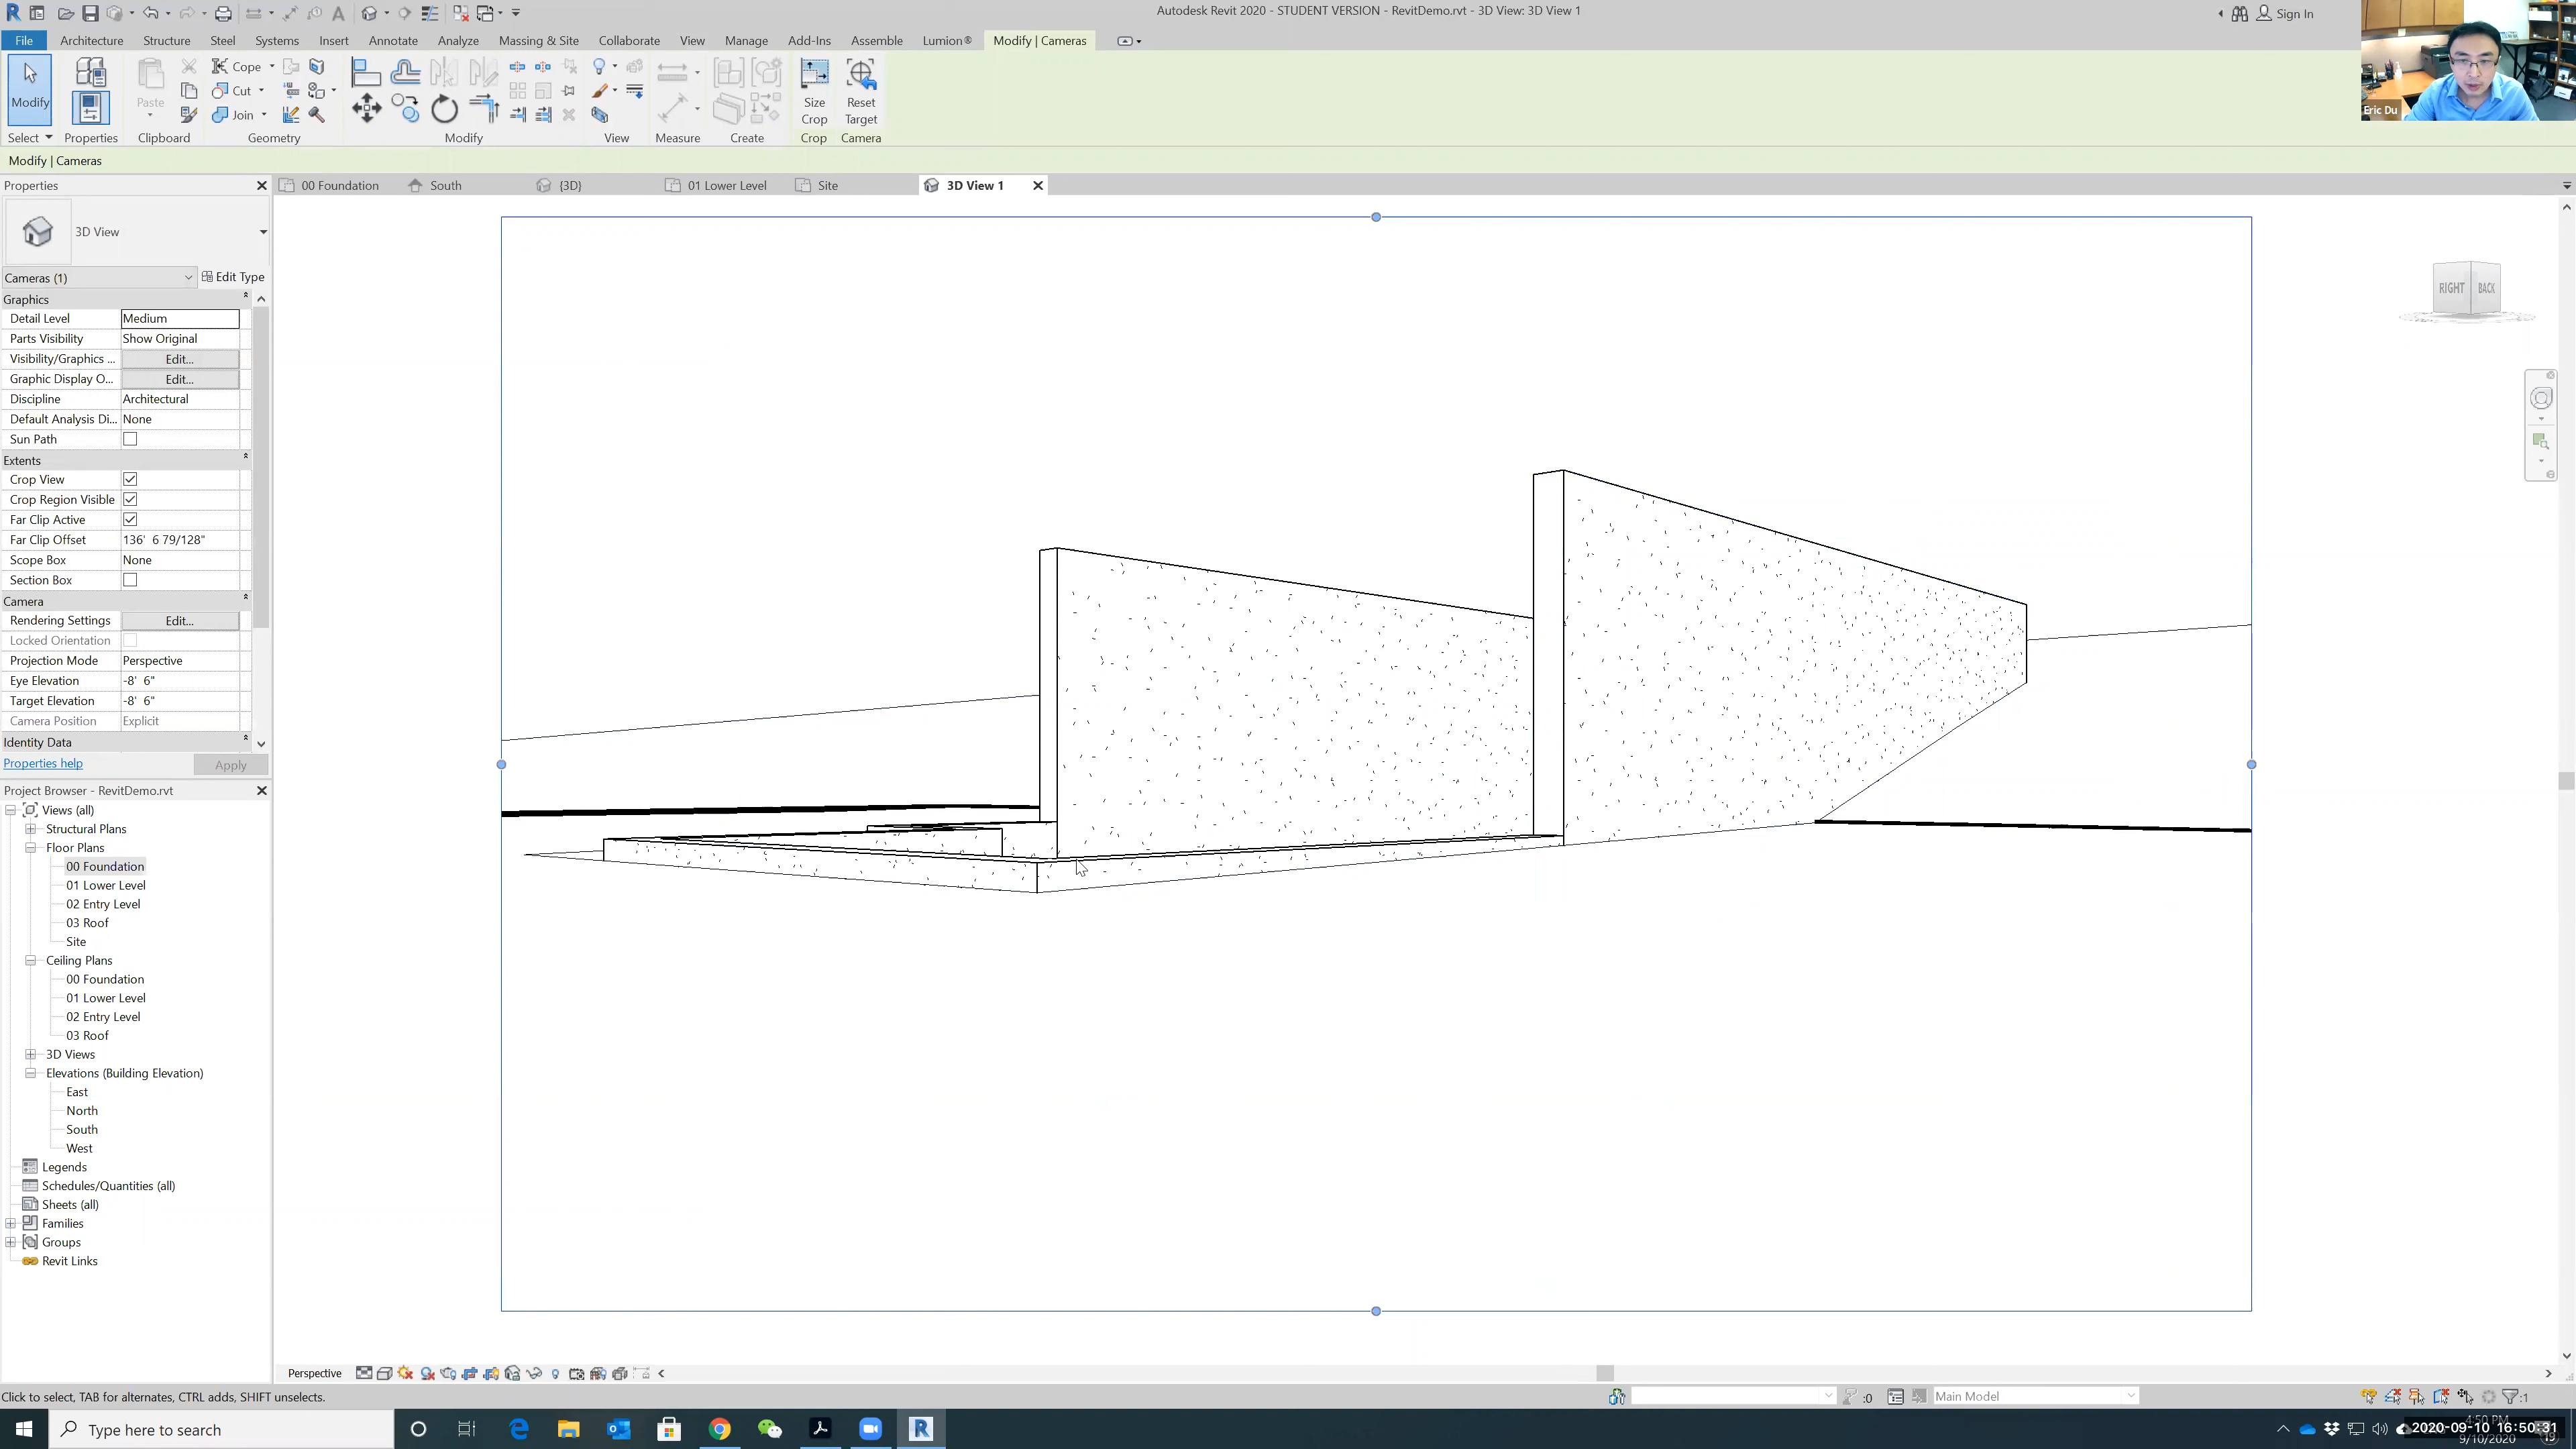 Autodesk Revit 2020 - STUDENT VERSION - RevitDemo.rvt - 3D View: 3D View 1
Sign In
File Architecture Structure Steel Systems Insert Annotate Analyze Massing & Site Collaborate View Manage Add-Ins Assemble Lumion® Modify | Cameras
Modify
Paste
Cope
Cut
Join
Size Crop
Reset Target
Select Properties Clipboard Geometry Modify View Measure Create Crop Camera
Eric Du
Modify | Cameras
Properties
00 Foundation South {3D} 01 Lower Level Site 3D View 1
3D View
Cameras (1) Edit Type
Graphics
Detail Level Medium
Parts Visibility Show Original
Visibility/Graphics ... Edit...
Graphic Display O... Edit...
Discipline Architectural
Default Analysis Di... None
Sun Path
Extents
Crop View
Crop Region Visible
Far Clip Active
Far Clip Offset 136' 6 79/128"
Scope Box None
Section Box
Camera
Rendering Settings Edit...
Locked Orientation
Projection Mode Perspective
Eye Elevation -8' 6"
Target Elevation -8' 6"
Camera Position Explicit
Identity Data
Properties help Apply
RIGHT BACK
Project Browser - RevitDemo.rvt
Views (all)
Structural Plans
Floor Plans
00 Foundation
01 Lower Level
02 Entry Level
03 Roof
Site
Ceiling Plans
00 Foundation
01 Lower Level
02 Entry Level
03 Roof
3D Views
Elevations (Building Elevation)
East
North
South
West
Legends
Schedules/Quantities (all)
Sheets (all)
Families
Groups
Revit Links
Perspective
Click to select, TAB for alternates, CTRL adds, SHIFT unselects.
:0
Main Model
:1
Type here to search
4:50 PM
2020-09-10 16:50:31
9/10/2020